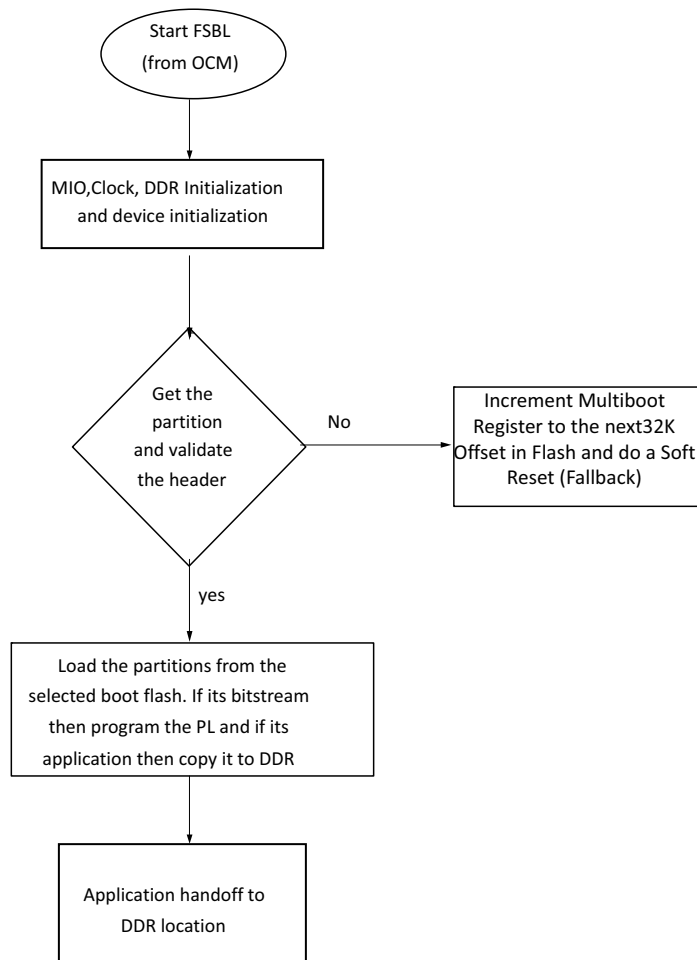 Start FSBL
(from OCM)
MIO,Clock, DDR Initialization
and device initialization
Get the
partition
and validate
the header
No
Increment Multiboot
Register to the next32K
Offset in Flash and do a Soft
Reset (Fallback)
yes
Load the partitions from the
selected boot flash. If its bitstream
then program the PL and if its
application then copy it to DDR
Application handoff to
DDR location